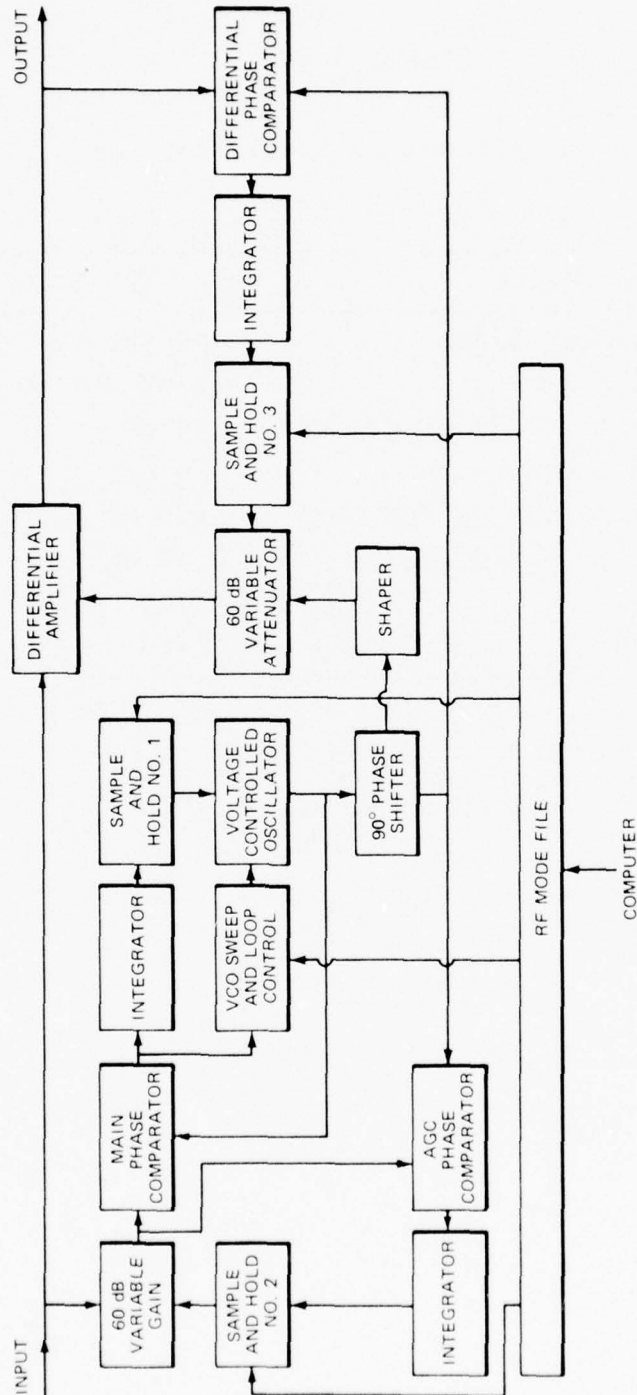 INPUT
OUTPUT
DIFFERENTIAL
AMPLIFIER
60 dB
VARIABLE
GAIN
MAIN
PHASE
COMPARATOR
INTEGRATOR
SAMPLE
AND
HOLD NO. 1
SAMPLE
AND HOLD
NO. 2
VCO SWEEP
AND LOOP
CONTROL
VOLTAGE
CONTROLLED
OSCILLATOR
60 dB
VARIABLE
ATTENUATOR
SAMPLE
AND HOLD
NO. 3
INTEGRATOR
DIFFERENTIAL
PHASE
COMPARATOR
INTEGRATOR
AGC
PHASE
COMPARATOR
90° PHASE
SHIFTER
SHAPER
RF MODE FILE
COMPUTER